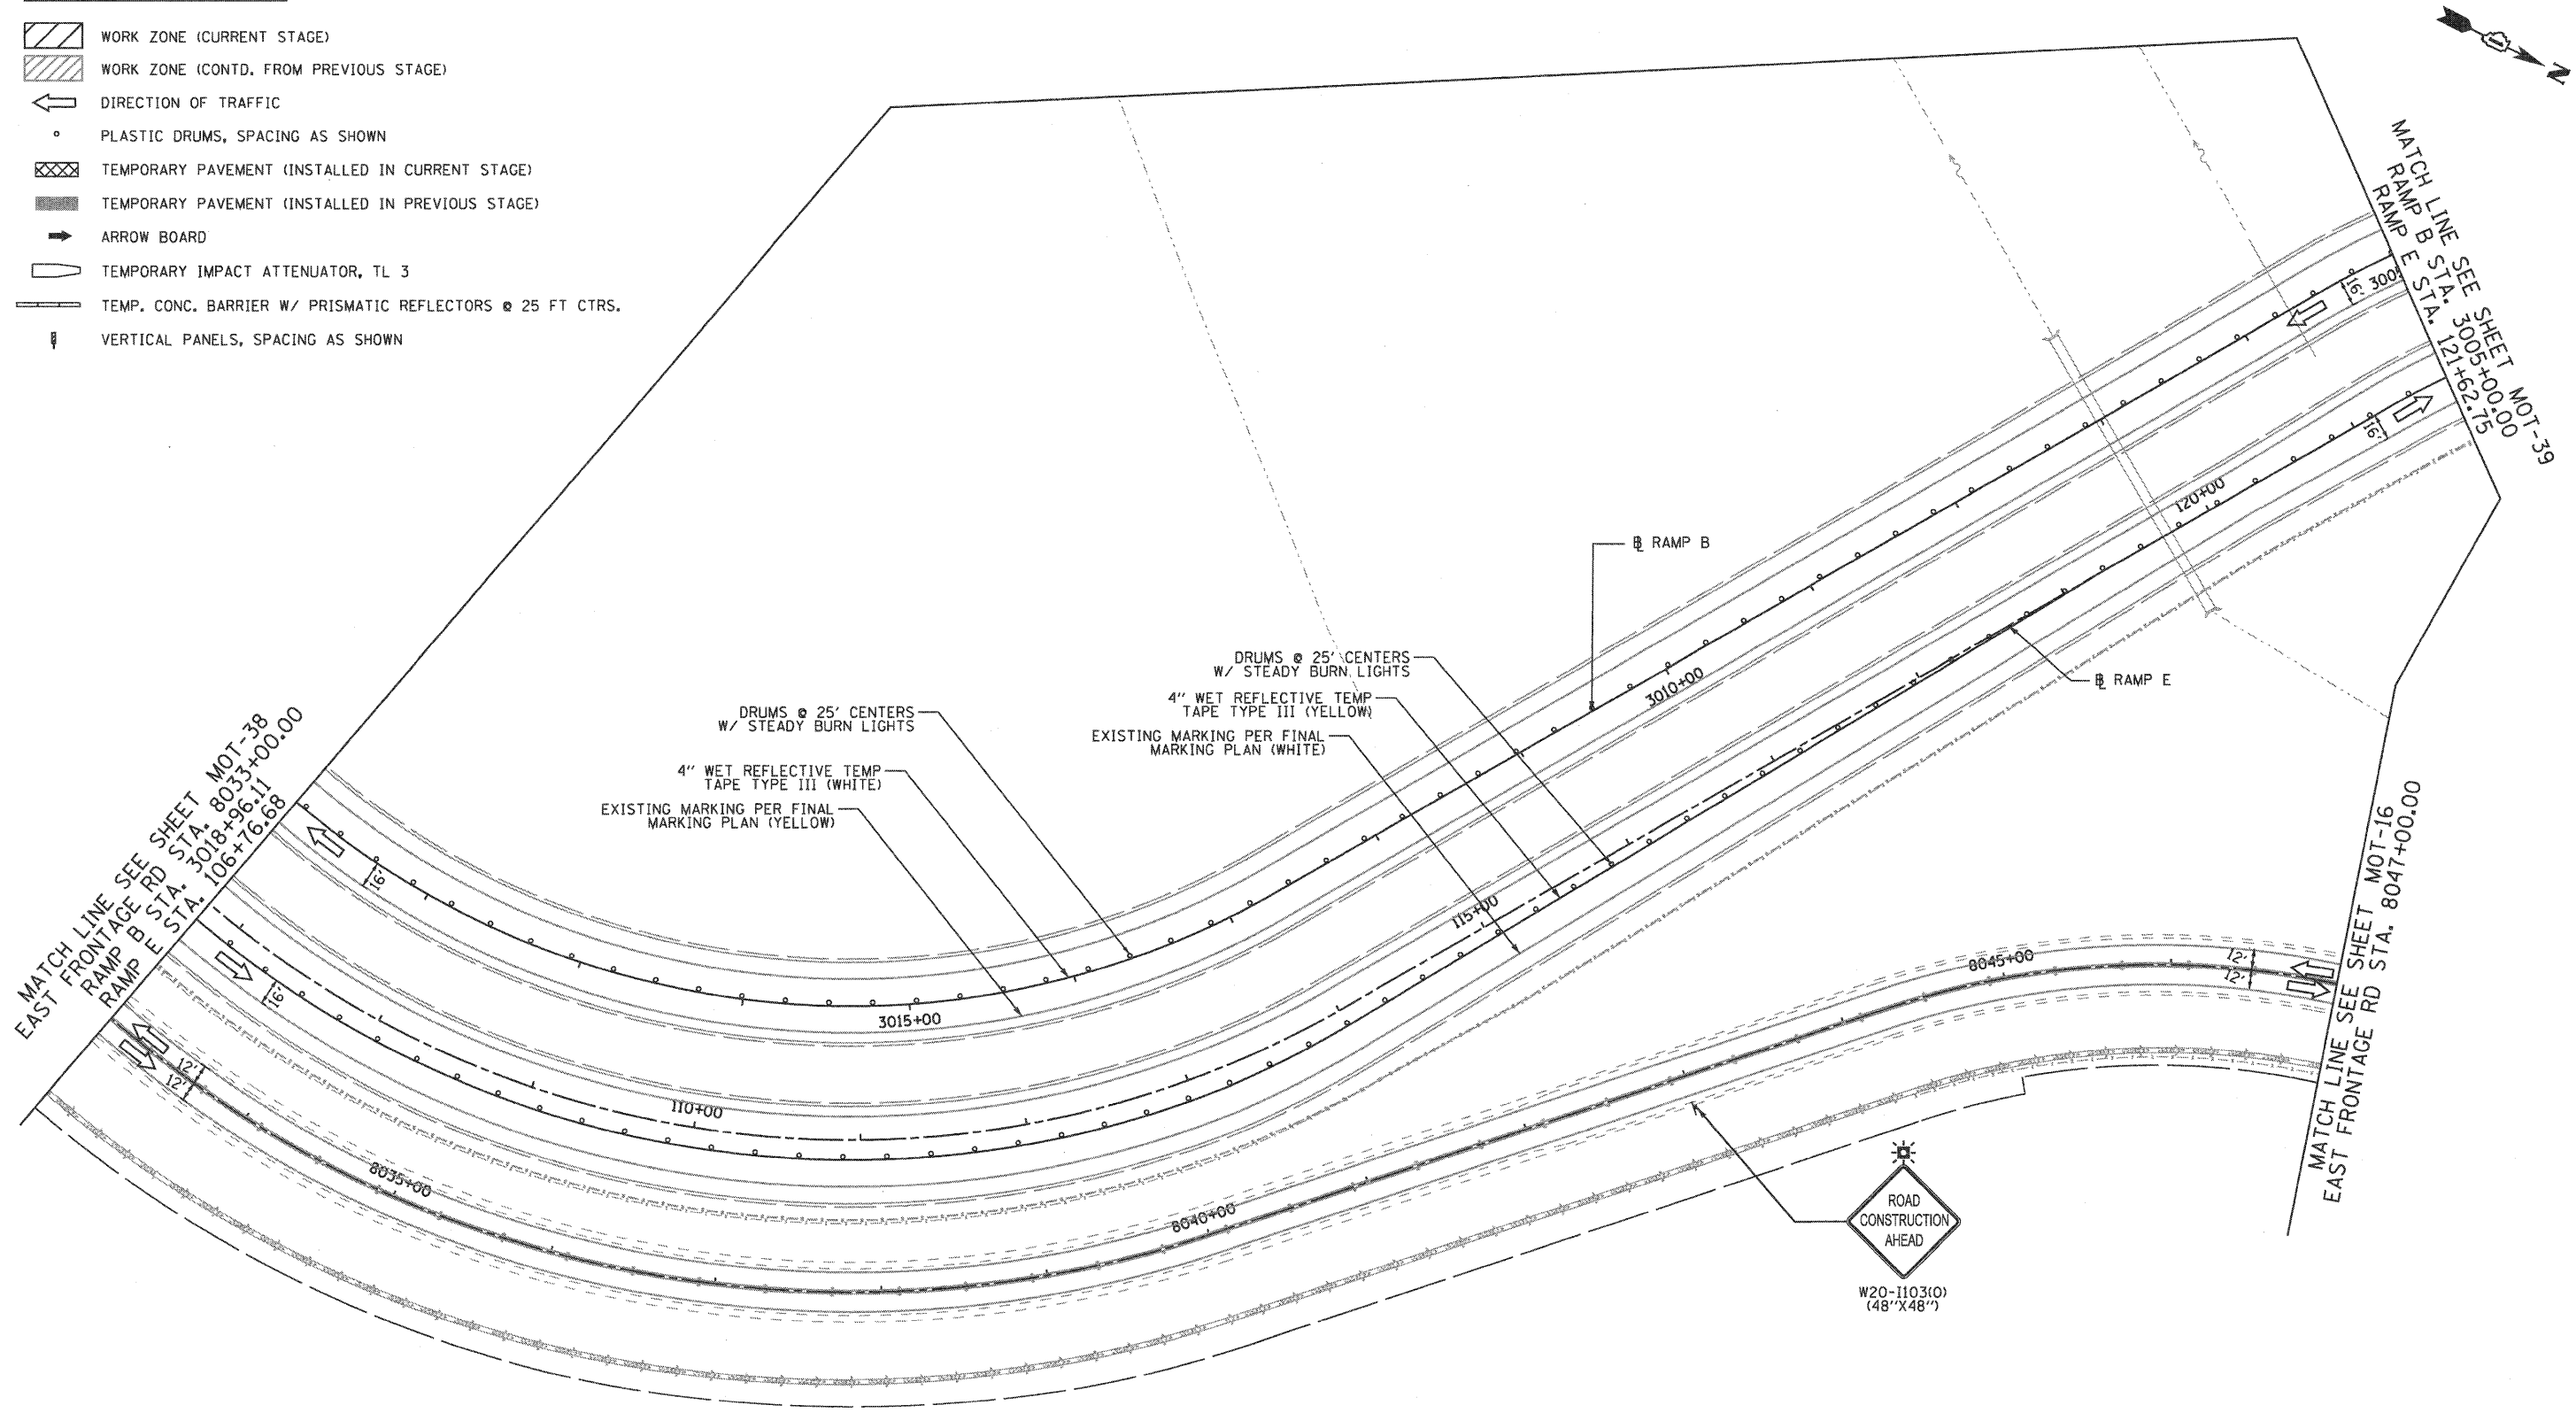 WORK ZONE (CURRENT STAGE)
WORK ZONE (CONTD. FROM PREVIOUS STAGE)
DIRECTION OF TRAFFIC
PLASTIC DRUMS, SPACING AS SHOWN
TEMPORARY PAVEMENT (INSTALLED IN CURRENT STAGE)
TEMPORARY PAVEMENT (INSTALLED IN PREVIOUS STAGE)
ARROW BOARD
TEMPORARY IMPACT ATTENUATOR, TL 3
TEMP. CONC. BARRIER W/ PRISMATIC REFLECTORS @ 25 FT CTRS.
VERTICAL PANELS, SPACING AS SHOWN
N
MATCH LINE SEE SHEET MOT-39
RAMP B STA. 3005+00.00
RAMP E STA. 121+62.75
3005
16'
16'
120+00
℄ RAMP B
℄ RAMP E
3010+00
DRUMS @ 25' CENTERS
W/ STEADY BURN LIGHTS
4" WET REFLECTIVE TEMP
TAPE TYPE III (YELLOW)
EXISTING MARKING PER FINAL
MARKING PLAN (WHITE)
DRUMS @ 25' CENTERS
W/ STEADY BURN LIGHTS
4" WET REFLECTIVE TEMP
TAPE TYPE III (WHITE)
EXISTING MARKING PER FINAL
MARKING PLAN (YELLOW)
MATCH LINE SEE SHEET MOT-38
EAST FRONTAGE RD STA. 8033+00.00
RAMP B STA. 3018+96.11
RAMP E STA. 106+76.68
16'
16'
12'
12'
3015+00
115+00
110+00
8035+00
8040+00
8045+00
12'
12'
MATCH LINE SEE SHEET MOT-16
EAST FRONTAGE RD STA. 8047+00.00
ROAD
CONSTRUCTION
AHEAD
W20-I103(O)
(48"X48")